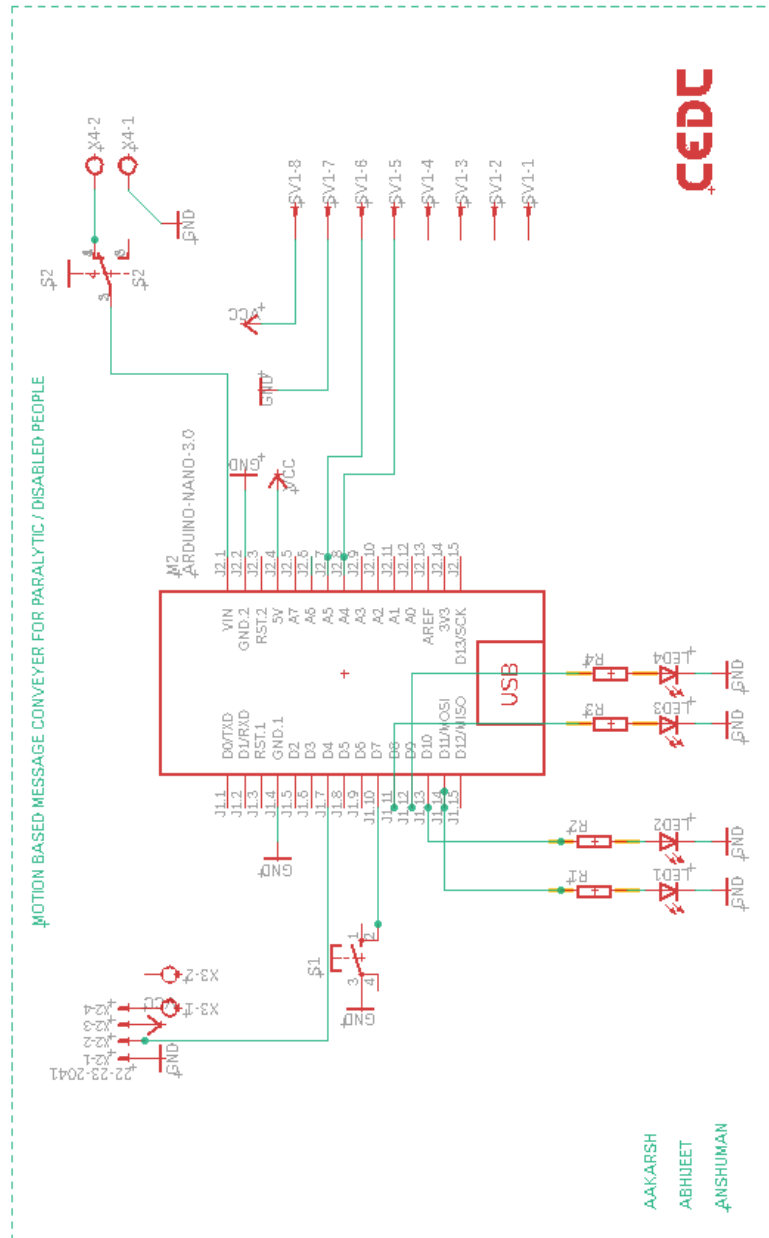 MOTION BASED MESSAGE CONVEYER FOR PARALYTIC / DISABLED PEOPLE
CEDC
X4-2
X4-1
GND
S2
S2
3
SV1-8
SV1-7
SV1-6
SV1-5
SV1-4
SV1-3
SV1-2
SV1-1
VCC
GND
GND
VCC
M2
ARDUINO-NANO-3.0
J2.1
J2.2
J2.3
J2.4
J2.5
J2.6
J2.7
J2.8
J2.9
J2.10
J2.11
J2.12
J2.13
J2.14
J2.15
VIN
GND.2
RST.2
5V
A7
A6
A5
A4
A3
A2
A1
A0
AREF
3V3
D13/SCK
USB
D0/TXD
D1/RXD
RST.1
GND.1
D2
D3
D4
D5
D6
D7
D8
D9
D10
D11/MOSI
D12/MISO
J1.1
J1.2
J1.3
J1.4
J1.5
J1.6
J1.7
J1.8
J1.9
J1.10
J1.11
J1.12
J1.13
J1.14
J1.15
GND
R4
LED4
GND
R3
LED3
GND
R2
LED2
GND
R1
LED1
GND
S1
1
2
3
4
GND
X3-2
X3-1
VCC
X2-4
X2-3
X2-2
X2-1
GND
22-23-2041
AAKARSH
ABHIJEET
ANSHUMAN